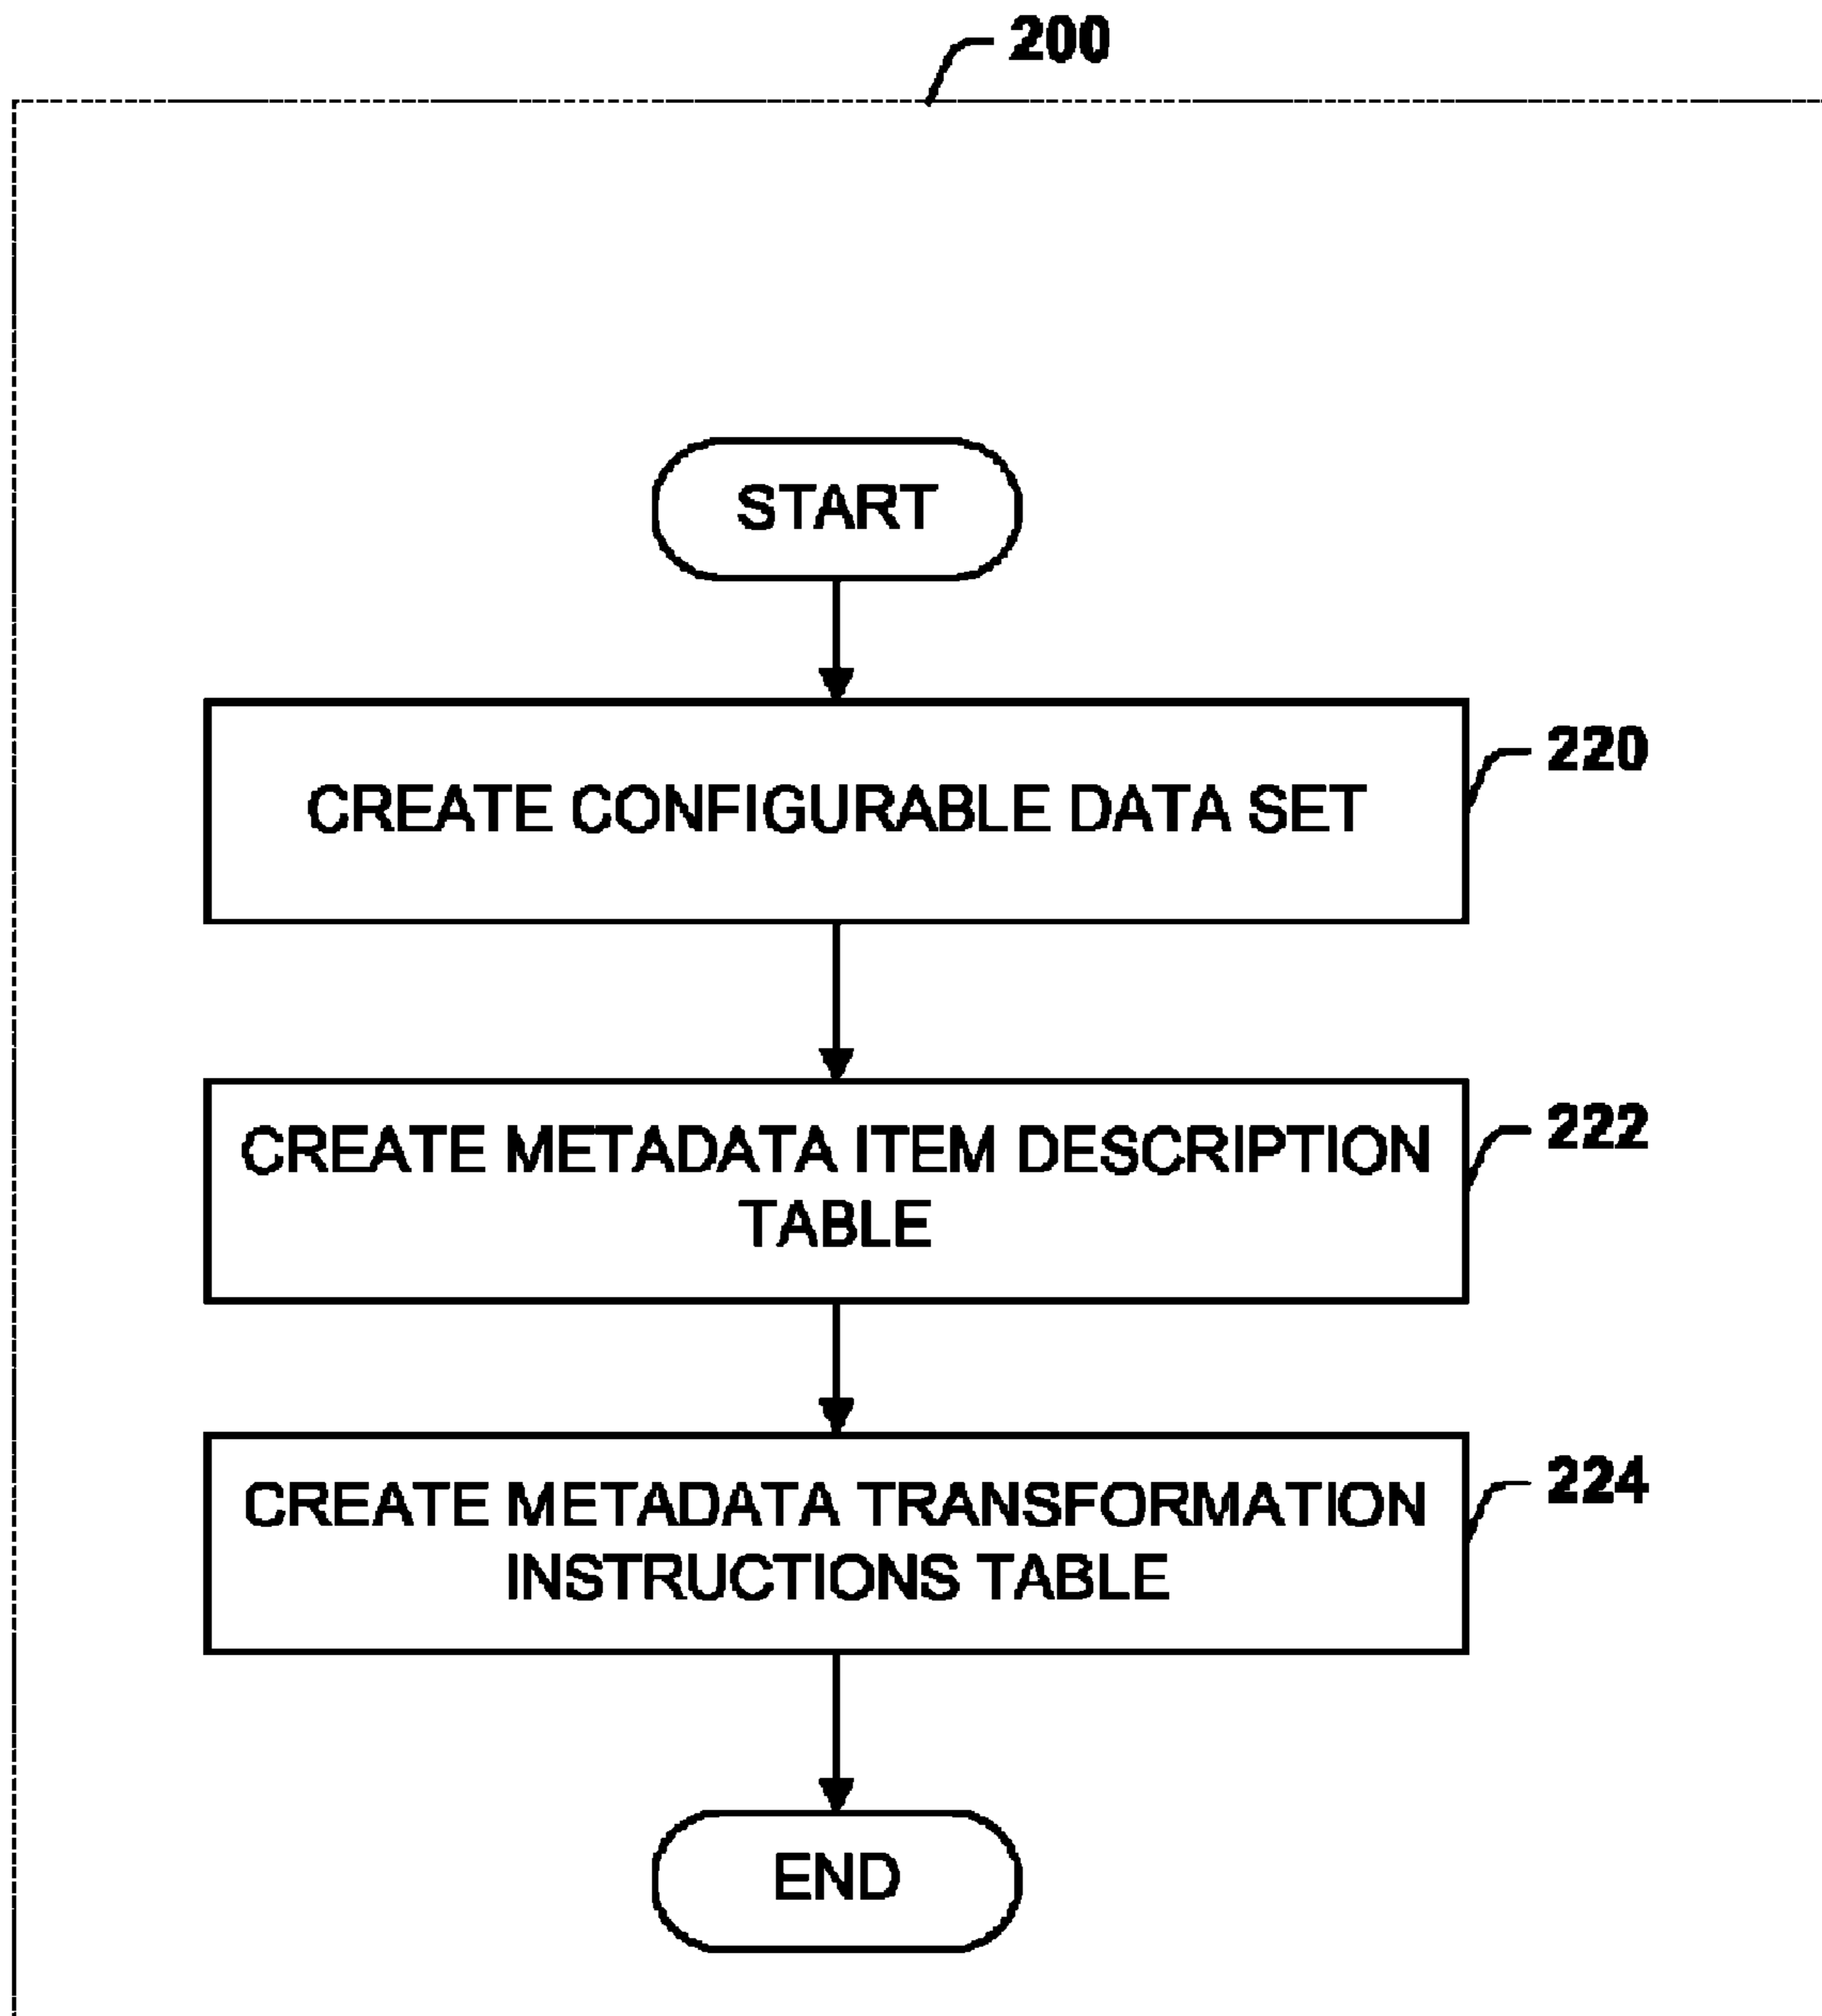 200
START
CREATE CONFIGURABLE DATA SET
220
CREATE METADATA ITEM DESCRIPTION
TABLE
222
CREATE METADATA TRANSFORMATION
INSTRUCTIONS TABLE
224
END